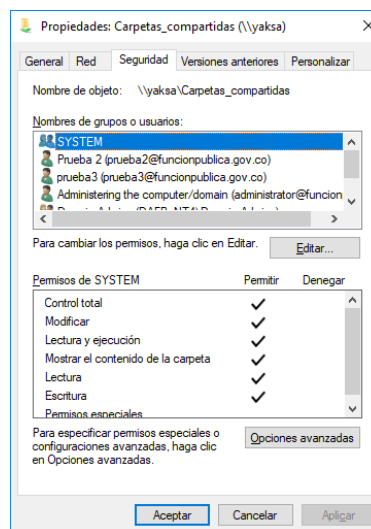 Propiedades: Carpetas_compartidas (\\yaksa)
General Red Seguridad Versiones anteriores Personalizar
Nombre de objeto: \\yaksa\Carpetas_compartidas
Nombres de grupos o usuarios:
SYSTEM
Prueba 2 (prueba2@funcionpublica.gov.co)
prueba3 (prueba3@funcionpublica.gov.co)
Administering the computer/domain (administrator@funcion
Para cambiar los permisos, haga clic en Editar. Editar...
Permisos de SYSTEM Permitir Denegar
Control total
Modificar
Lectura y ejecución
Mostrar el contenido de la carpeta
Lectura
Escritura
Permisos especiales
Para especificar permisos especiales o
configuraciones avanzadas, haga clic
en Opciones avanzadas.
Opciones avanzadas
Aceptar Cancelar Aplicar